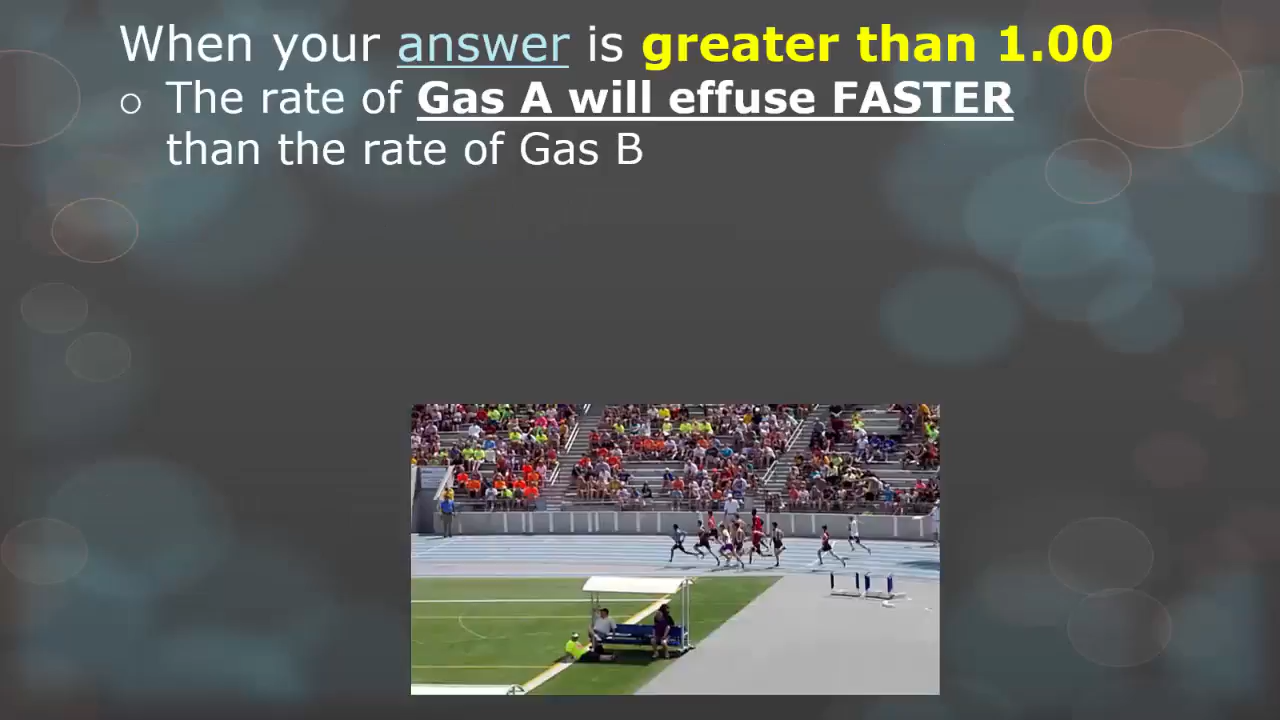 When your answer is greater than 1.00
○ The rate of Gas A will effuse FASTER
than the rate of Gas B